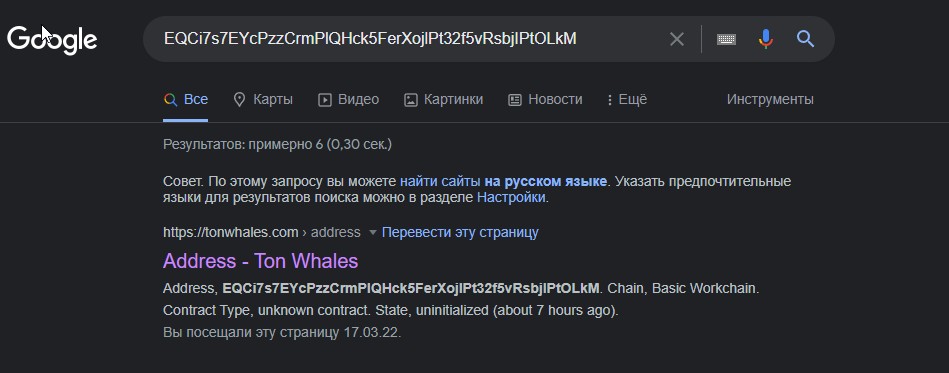 Google
EQCi7s7EYcPzzCrmPlQHck5FerXojlPt32f5vRsbjlPtOLkM
Все Карты Видео Картинки Новости Ещё Инструменты
Результатов: примерно 6 (0,30 сек.)
Совет. По этому запросу вы можете найти сайты на русском языке. Указать предпочтительные
языки для результатов поиска можно в разделе Настройки.
https://tonwhales.com › address Перевести эту страницу
Address - Ton Whales
Address, EQCi7s7EYcPzzCrmPlQHck5FerXojlPt32f5vRsbjlPtOLkM. Chain, Basic Workchain.
Contract Type, unknown contract. State, uninitialized (about 7 hours ago).
Вы посещали эту страницу 17.03.22.